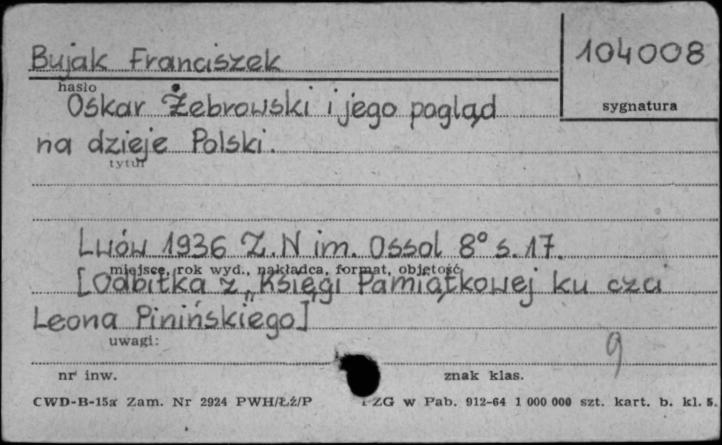 Bujak Franciszek
104008
hasło
Oskar Żebrowski i jego pogląd
sygnatura
na dzieje Polski.
tytuł
Lwów 1936 Z.N im. Ossol 8° s. 17.
miejsce, rok wyd., nakładca, format, objętość
[Odbitka z „Księgi Pamiątkowej ku czci
Leona Pinińskiego]
uwagi:
9
nr inw.
znak klas.
CWD-B-15a Zam. Nr 2924 PWH/Łż/P
PZG w Pab. 912-64 1 000 000 szt. kart. b. kl. 5.